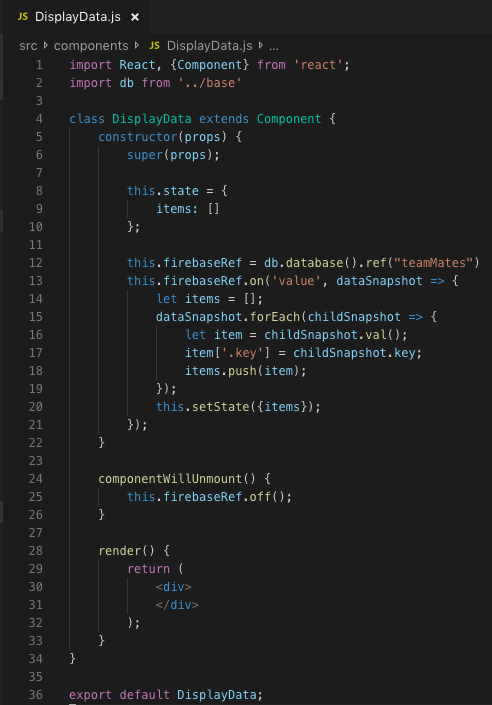 JS DisplayData.js ×
src › components › JS DisplayData.js › ...
1 import React, {Component} from 'react';
2 import db from '../base'
3
4 class DisplayData extends Component {
5     constructor(props) {
6         super(props);
7
8         this.state = {
9             items: []
10         };
11
12         this.firebaseRef = db.database().ref("teamMates")
13         this.firebaseRef.on('value', dataSnapshot => {
14             let items = [];
15             dataSnapshot.forEach(childSnapshot => {
16                 let item = childSnapshot.val();
17                 item['.key'] = childSnapshot.key;
18                 items.push(item);
19             });
20             this.setState({items});
21         });
22     }
23
24     componentWillUnmount() {
25         this.firebaseRef.off();
26     }
27
28     render() {
29         return (
30             <div>
31             </div>
32         );
33     }
34 }
35
36 export default DisplayData;